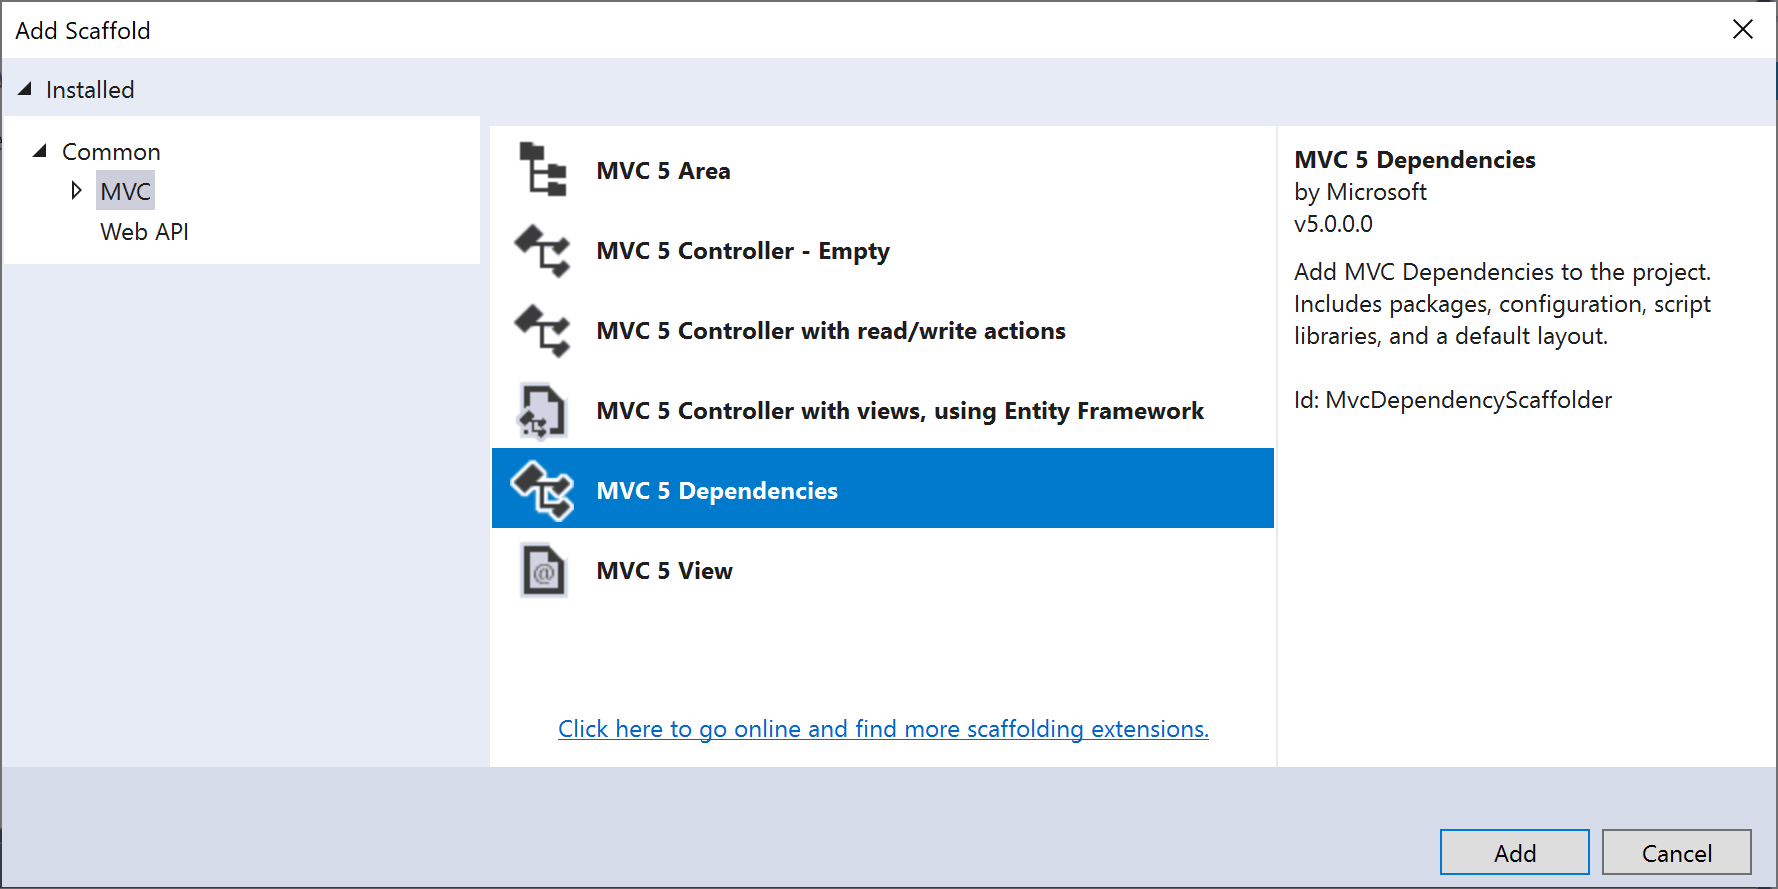 Add Scaffold
Installed
Common
MVC
Web API
MVC 5 Area
MVC 5 Controller - Empty
MVC 5 Controller with read/write actions
MVC 5 Controller with views, using Entity Framework
MVC 5 Dependencies
MVC 5 View
Click here to go online and find more scaffolding extensions.
MVC 5 Dependencies
by Microsoft
v5.0.0.0
Add MVC Dependencies to the project.
Includes packages, configuration, script
libraries, and a default layout.
Id: MvcDependencyScaffolder
Add
Cancel